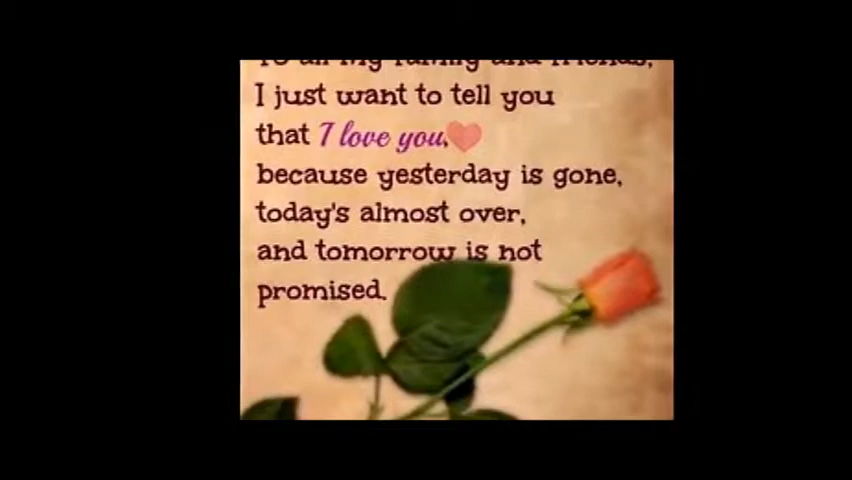 To all My family and friends,
I just want to tell you
that I love you,
because yesterday is gone,
today's almost over,
and tomorrow is not
promised.